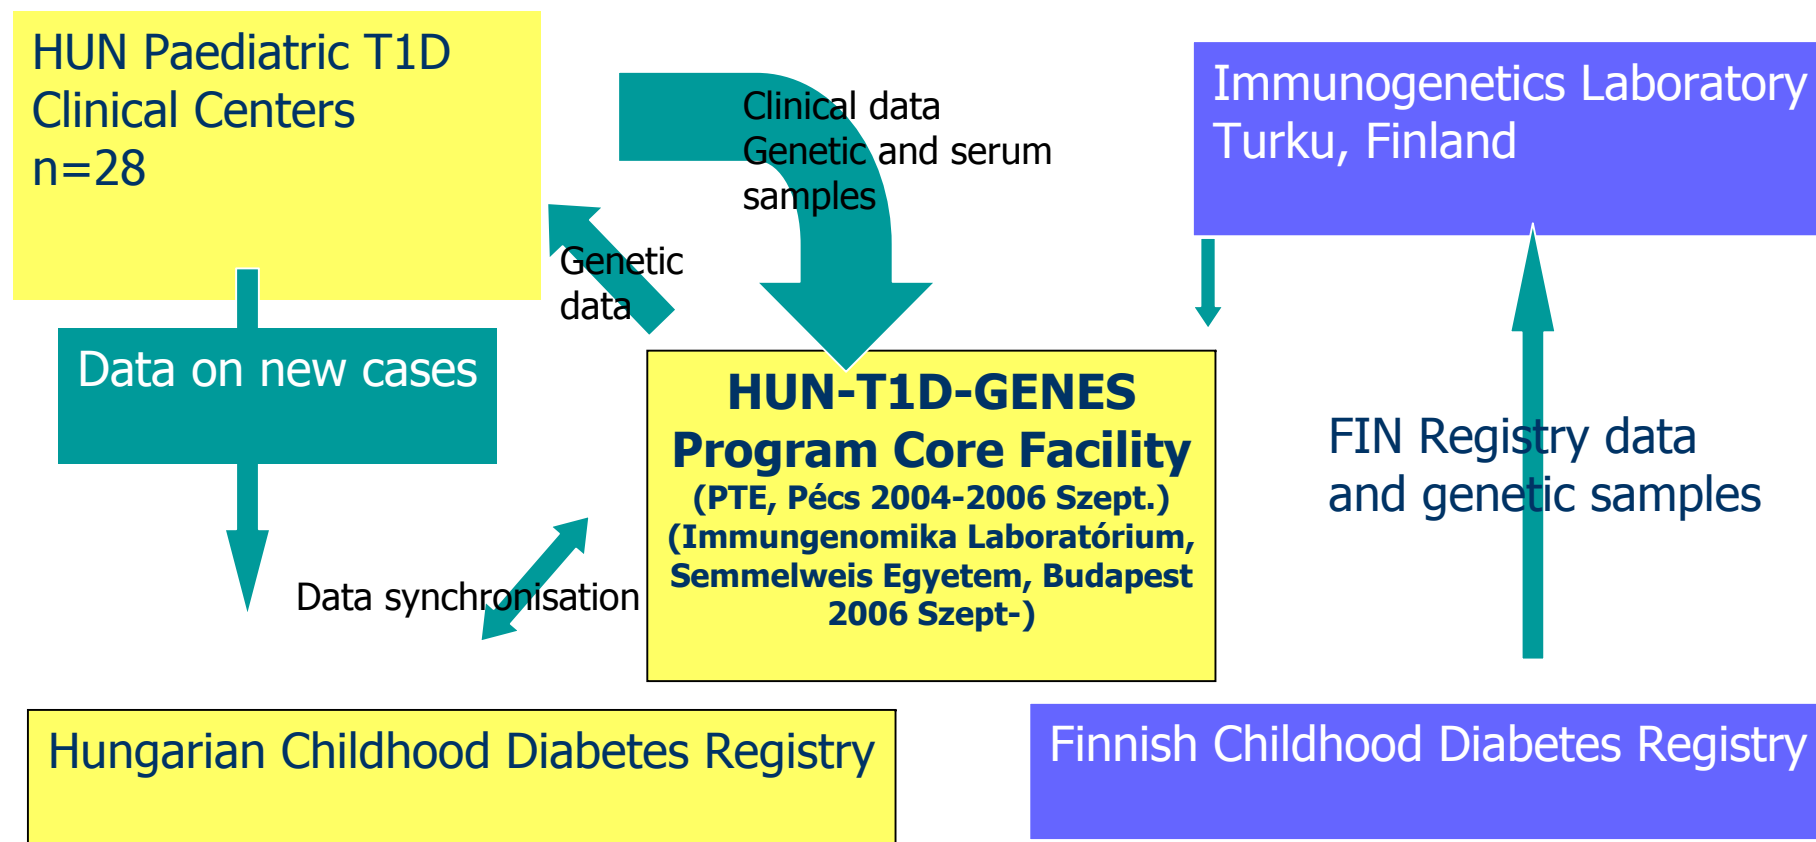 HUN Paediatric T1D
Clinical Centers
n=28
Clinical data
Genetic and serum
samples
Immunogenetics Laboratory
Turku, Finland
Genetic
data
Data on new cases
HUN-T1D-GENES
Program Core Facility
(PTE, Pécs 2004-2006 Szept.)
(Immungenomika Laboratórium,
Semmelweis Egyetem, Budapest
2006 Szept-)
FIN Registry data
and genetic samples
Data synchronisation
Hungarian Childhood Diabetes Registry
Finnish Childhood Diabetes Registry